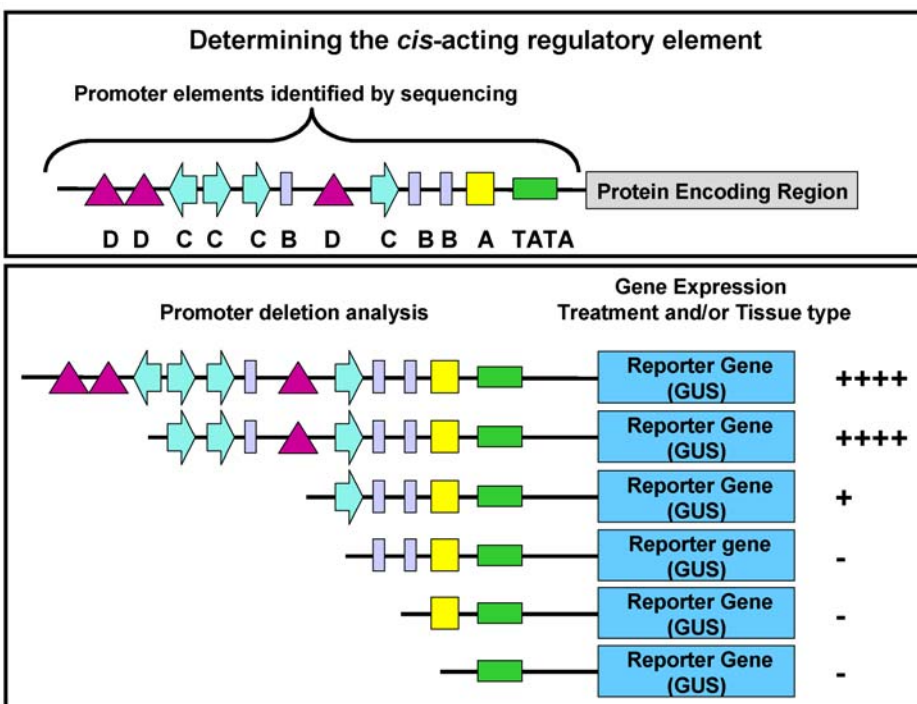 Determining the cis-acting regulatory element
Promoter elements identified by sequencing
Protein Encoding Region
D D C C C B D C B B A TATA
Promoter deletion analysis
Gene Expression
Treatment and/or Tissue type
Reporter Gene
(GUS)
++++
Reporter Gene
(GUS)
++++
Reporter Gene
(GUS)
+
Reporter gene
(GUS)
-
Reporter Gene
(GUS)
-
Reporter Gene
(GUS)
-